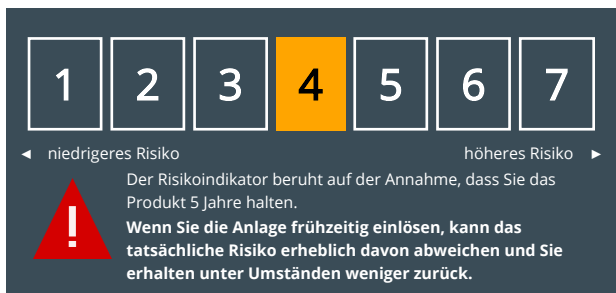 1 2 3 4 5 6 7
◄ niedrigeres Risiko höheres Risiko ►
Der Risikoindikator beruht auf der Annahme, dass Sie das
Produkt 5 Jahre halten.
Wenn Sie die Anlage frühzeitig einlösen, kann das
tatsächliche Risiko erheblich davon abweichen und Sie
erhalten unter Umständen weniger zurück.
!